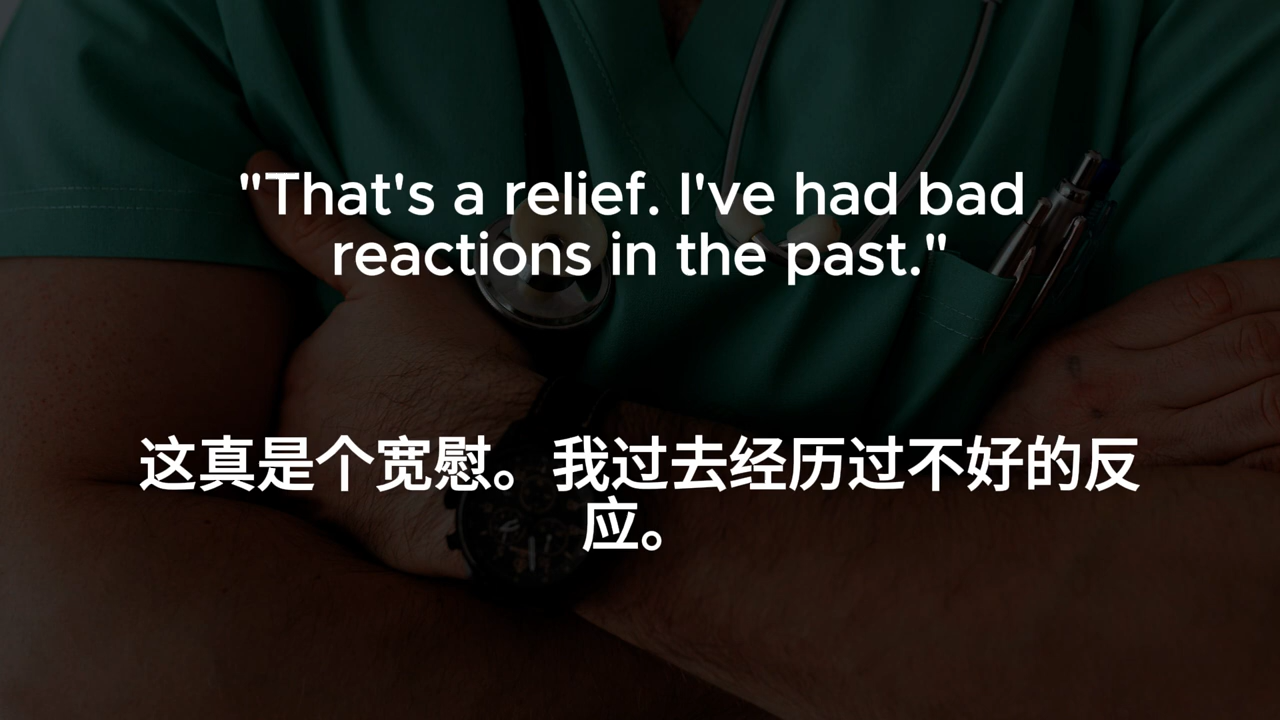 "That's a relief. I've had bad
reactions in the past."
这真是个宽慰。我过去经历过不好的反
应。